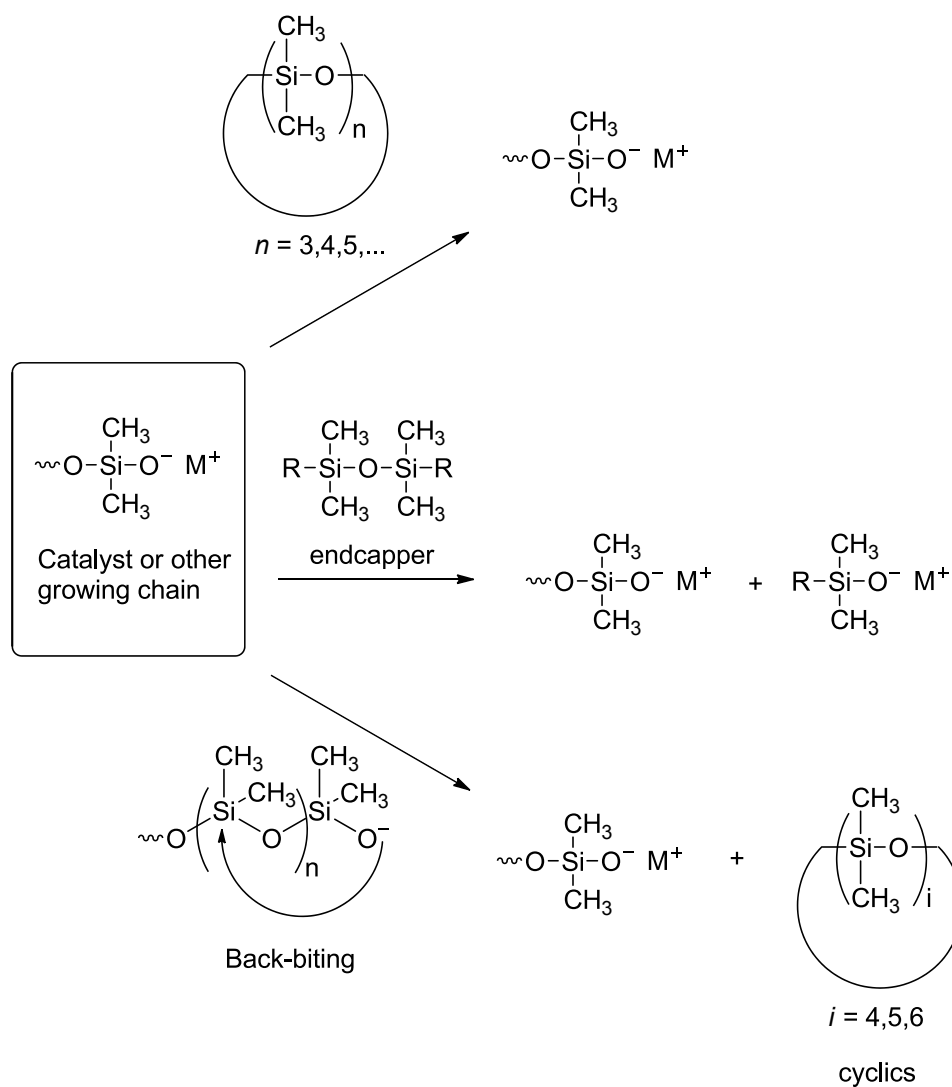 CH₃
Si—O
CH₃
n
n = 3,4,5,...
CH₃
O—Si—O⁻ M⁺
CH₃
CH₃
O—Si—O⁻ M⁺
CH₃
Catalyst or other
growing chain
CH₃ CH₃
R—Si—O—Si—R
CH₃ CH₃
endcapper
CH₃
O—Si—O⁻ M⁺
CH₃
+
CH₃
R—Si—O⁻ M⁺
CH₃
CH₃ CH₃
Si CH₃ Si CH₃
O O O⁻
n
Back-biting
CH₃
O—Si—O⁻ M⁺
CH₃
+
CH₃
Si—O
CH₃
i
i = 4,5,6
cyclics